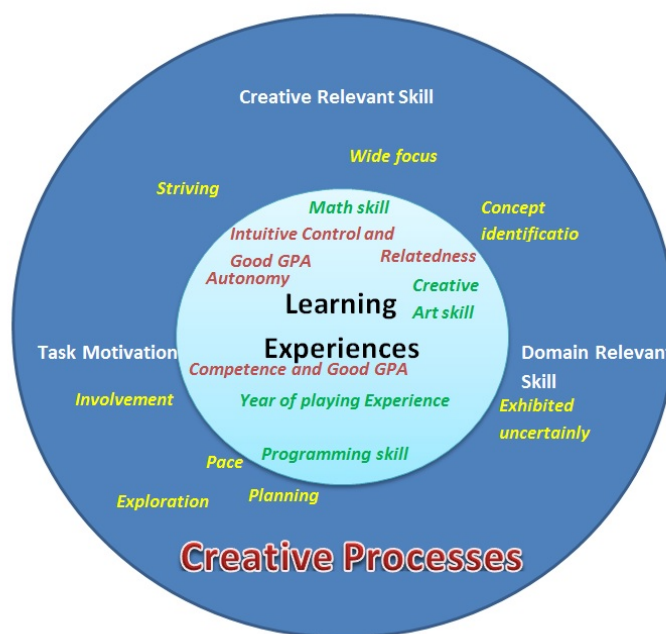 Creative Relevant Skill
Wide focus
Striving
Concept
identificatio
Math skill
Intuitive Control and
Good GPA
Relatedness
Autonomy
Creative
Art skill
Learning
Experiences
Task Motivation
Domain Relevant
Skill
Competence and Good GPA
Involvement
Year of playing Experience
Exhibited
uncertainly
Programming skill
Pace
Planning
Exploration
Creative Processes